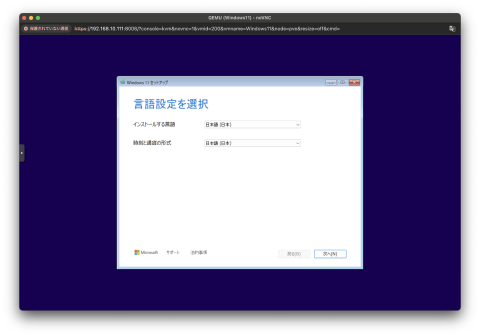 QEMU (Windows11) - noVNC
保護されていない通信 https://192.168.10.111:8006/?console=kvm&novnc=1&vmid=200&vmname=Windows11&node=pve&resize=off&cmd=
Windows 11 セットアップ
言語設定を選択
インストールする言語 日本語 (日本)
時刻と通貨の形式 日本語 (日本)
Microsoft サポート 法的事項 戻る(B) 次へ(N)